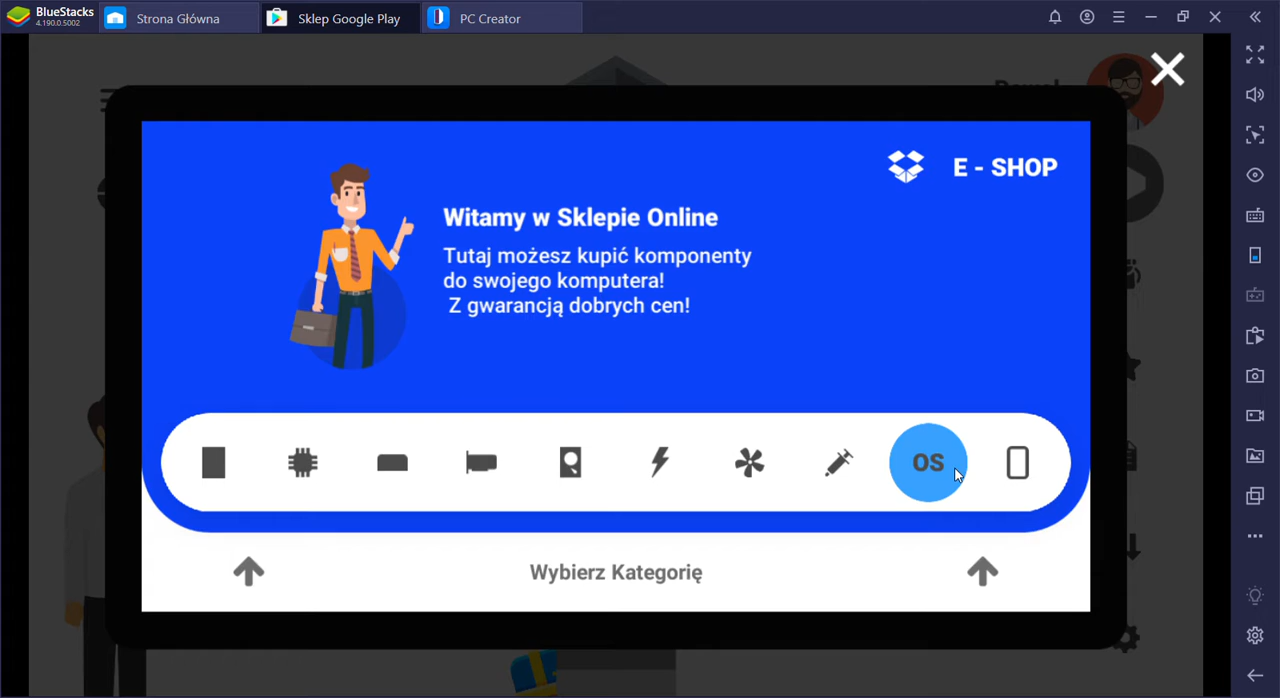 BlueStacks
4.190.0.5002
Strona Główna
Sklep Google Play
PC Creator
E - SHOP
Witamy w Sklepie Online
Tutaj możesz kupić komponenty
do swojego komputera!
Z gwarancją dobrych cen!
OS
Wybierz Kategorię